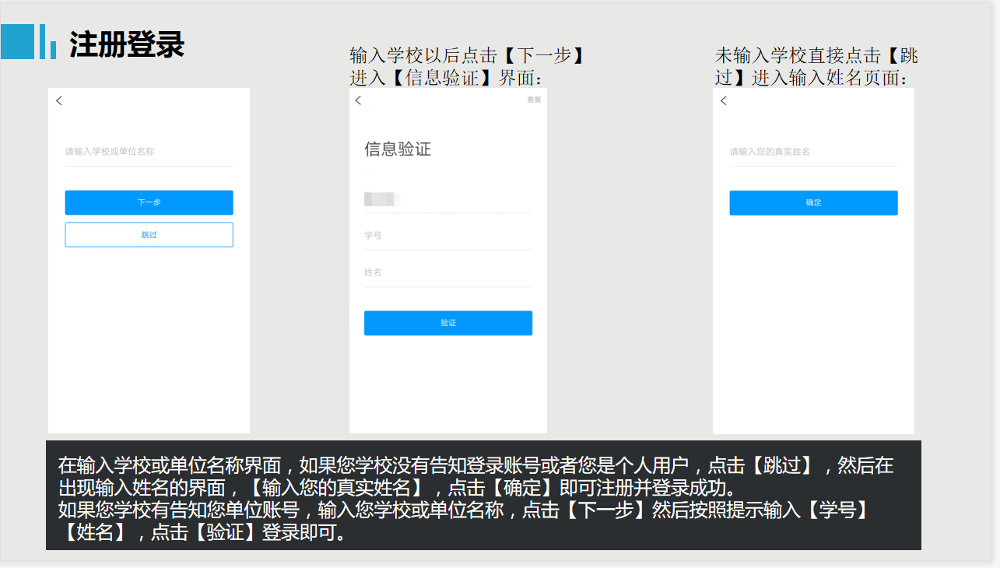 注册登录
输入学校以后点击【下一步】
进入【信息验证】界面：
未输入学校直接点击【跳
过】进入输入姓名页面：
请输入学校或单位名称
下一步
跳过
客服
信息验证
学号
姓名
验证
请输入您的真实姓名
确定
在输入学校或单位名称界面，如果您学校没有告知登录账号或者您是个人用户，点击【跳过】，然后在
出现输入姓名的界面，【输入您的真实姓名】，点击【确定】即可注册并登录成功。
如果您学校有告知您单位账号，输入您学校或单位名称，点击【下一步】然后按照提示输入【学号】
【姓名】，点击【验证】登录即可。